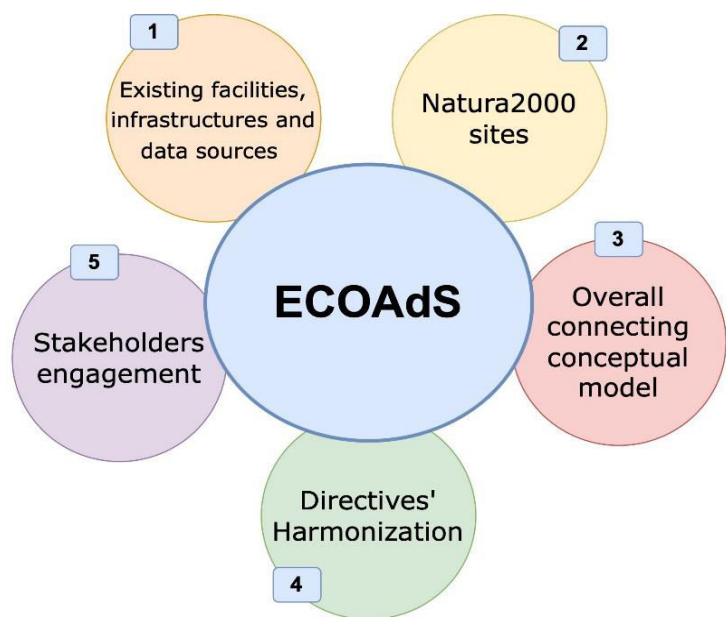 1
Existing facilities,
infrastructures and
data sources
2
Natura2000
sites
3
Overall
connecting
conceptual
model
ECOAdS
5
Stakeholders
engagement
Directives'
Harmonization
4